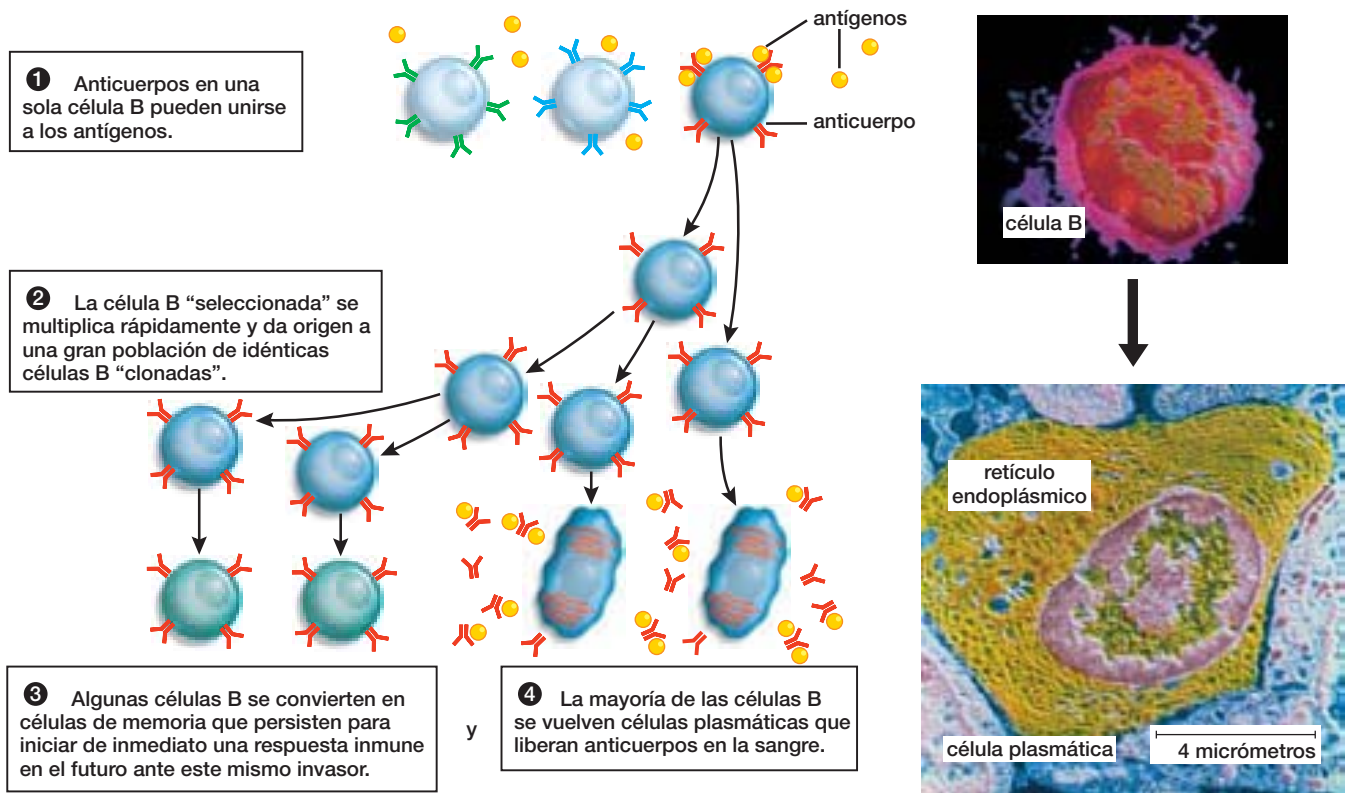 antígenos
❶ Anticuerpos en una
sola célula B pueden unirse
a los antígenos.
anticuerpo
célula B
❷ La célula B “seleccionada” se
multiplica rápidamente y da origen a
una gran población de idénticas
células B “clonadas”.
retículo
endoplásmico
❸ Algunas células B se convierten en
células de memoria que persisten para
iniciar de inmediato una respuesta inmune
en el futuro ante este mismo invasor.
y
❹ La mayoría de las células B
se vuelven células plasmáticas que
liberan anticuerpos en la sangre.
célula plasmática
4 micrómetros